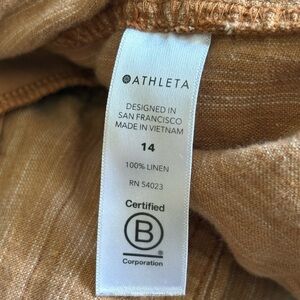 ATHLETA
DESIGNED IN
SAN FRANCISCO
MADE IN VIETNAM
14
100% LINEN
RN 54023
Certified
B
®
Corporation